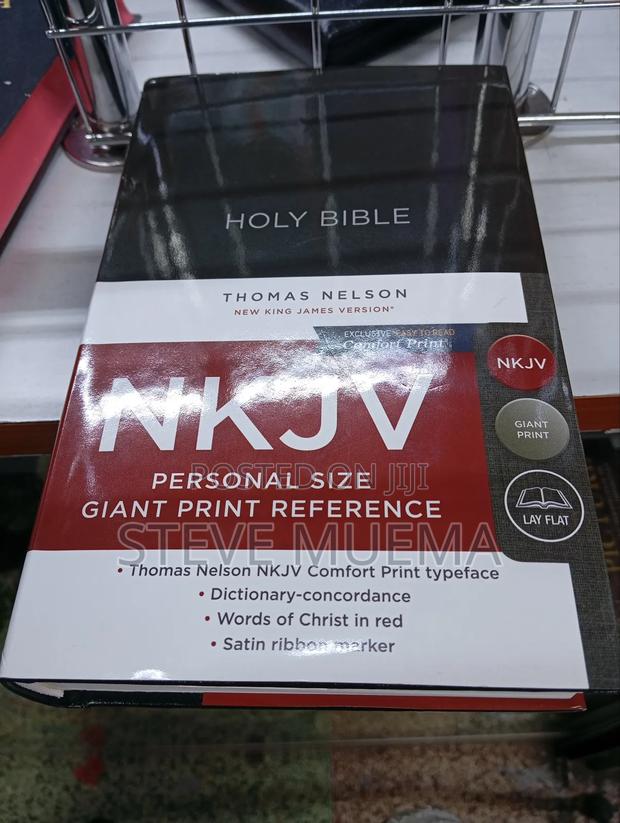 HOLY BIBLE
THOMAS NELSON
NEW KING JAMES VERSION®
EXCLUSIVE EASY TO READ
Comfort Print
NKJV
NKJV
GIANT
PRINT
LAY FLAT
PERSONAL SIZE
GIANT PRINT REFERENCE
POSTED ON JIJI
STEVE MUEMA
• Thomas Nelson NKJV Comfort Print typeface
• Dictionary-concordance
• Words of Christ in red
• Satin ribbon marker